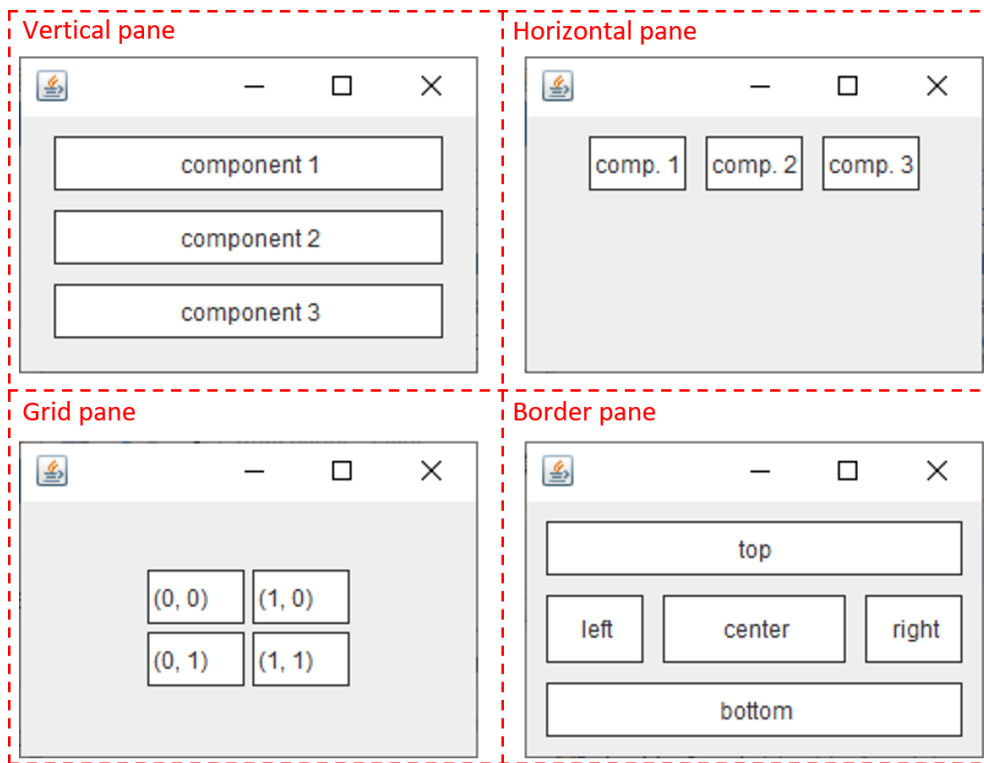 Vertical pane
component 1
component 2
component 3
Horizontal pane
comp. 1 comp. 2 comp. 3
Grid pane
(0, 0) (1, 0)
(0, 1) (1, 1)
Border pane
top
left center right
bottom